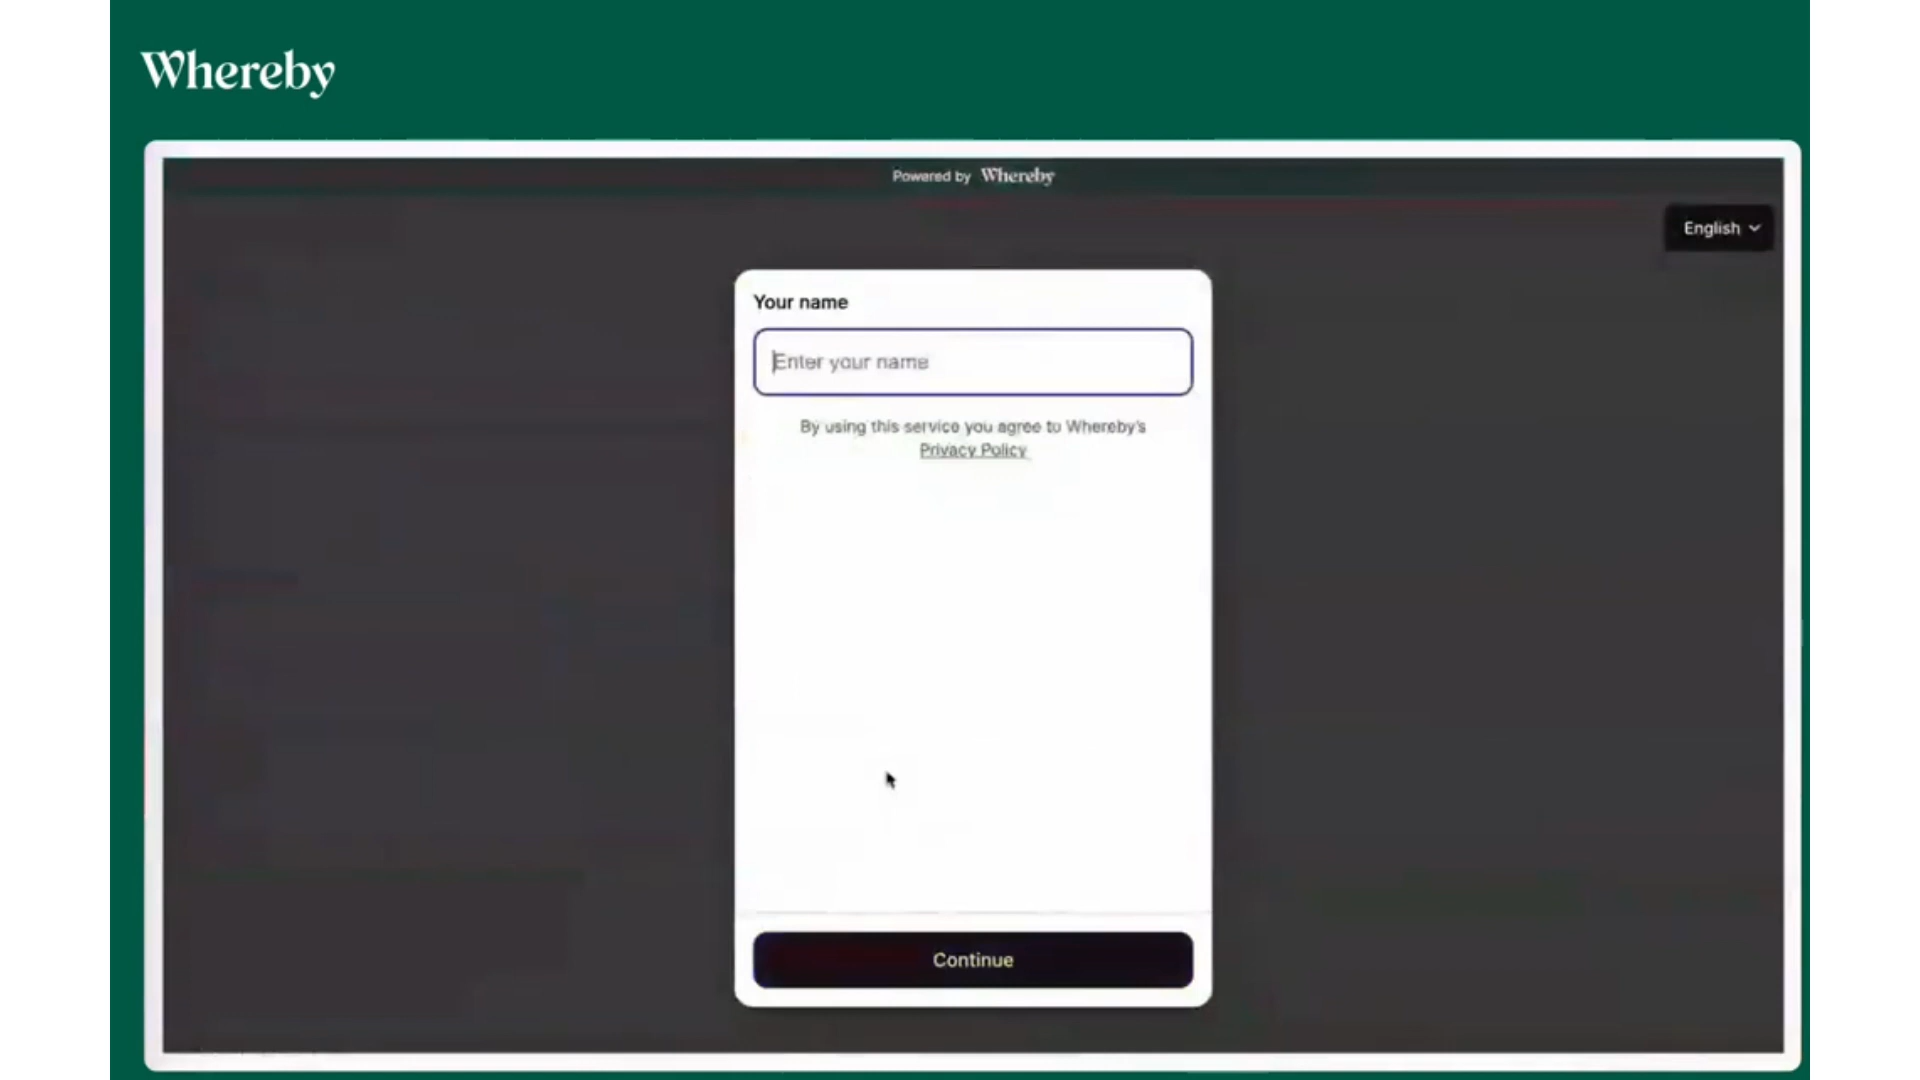 Whereby
Powered by Whereby
English
Your name
Enter your name
By using this service you agree to Whereby's
Privacy Policy
Continue